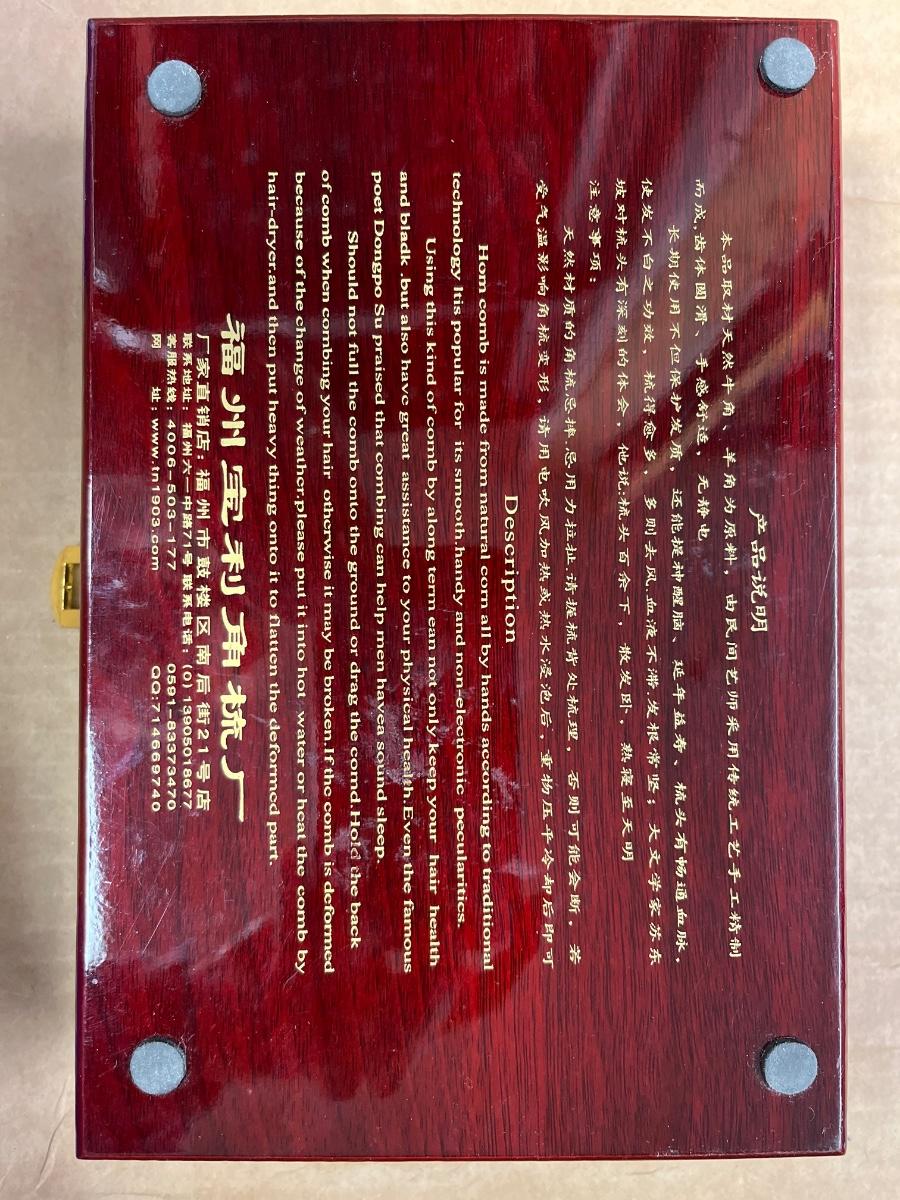 产品说明
本品取材天然牛角、羊角为原料，由民间艺师采用传统工艺手工精制
而成,齿体圆滑、手感舒适，无静电
长期使用不但保护发质，还能提神醒脑、延年益寿、梳头有畅通血脉，
使发不白之功效，梳得愈多，多则去风.血液不滞.发根常坚；大文学家苏东
坡对梳头有深刻的体会，他说:梳头百余下，散发卧、热寝至天明
注意事项：
天然材质的角梳.忌摔.忌用力拉扯.请握梳背处梳理，否则可能会断，若
受气温影响角梳变形，请用电吹风加热或热水浸泡后，重物压平冷却后即可
Description
Hom comb is made from natural com all by hands according to traditional
technology Itis popular for its smooth,handy and non-electronic pecularities.
Using this kind of comb by along term can not only keep your hair health
and bladk .but also have great assistance to your physical health.Even the famous
poet Dongpo Su praised that combing can help men havea sound sleep.
Should not full the comb onto the ground or drag the comd.Hold the back
of comb when combing your hair otherwise it may be broken.If the comb is deformed
because of the change of weather,please put it into hot water or heat the comb by
hair-dryer.and then put heavy thing onto it to flatten the deformed part.
福州宝利角梳厂
厂家直销店：福州市鼓楼区南后街21号店
联系地址：福州六一中路71号 联系电话：(0) 13905018677
客服热线：4006-503-177 0591-83373470
网 址：www.tn1903.com QQ:714669740